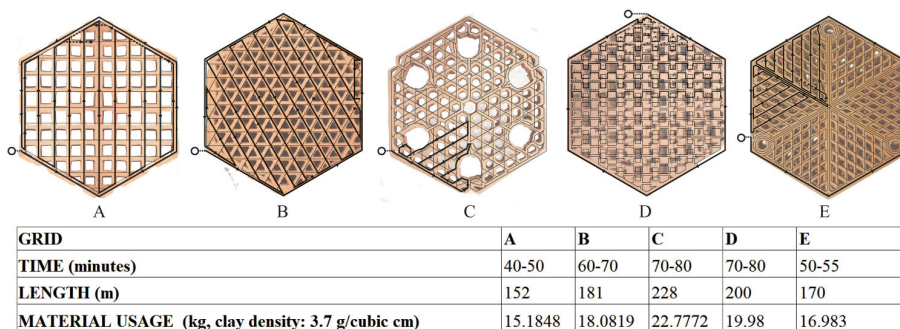 A B C D E
GRID A B C D E
TIME (minutes) 40-50 60-70 70-80 70-80 50-55
LENGTH (m) 152 181 228 200 170
MATERIAL USAGE (kg, clay density: 3.7 g/cubic cm) 15.1848 18.0819 22.7772 19.98 16.983